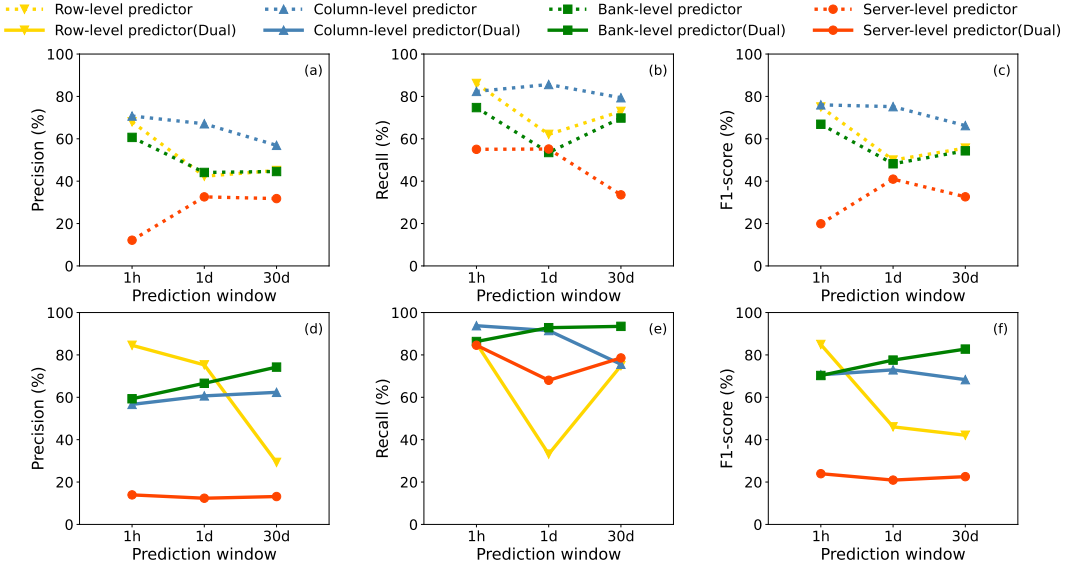 Row-level predictor Column-level predictor Bank-level predictor Server-level predictor
Row-level predictor(Dual) Column-level predictor(Dual) Bank-level predictor(Dual) Server-level predictor(Dual)
Precision (%)
100
80
60
40
20
0
(a)
1h 1d 30d
Prediction window
Recall (%)
100
80
60
40
20
0
(b)
1h 1d 30d
Prediction window
F1-score (%)
100
80
60
40
20
0
(c)
1h 1d 30d
Prediction window
Precision (%)
100
80
60
40
20
0
(d)
1h 1d 30d
Prediction window
Recall (%)
100
80
60
40
20
0
(e)
1h 1d 30d
Prediction window
F1-score (%)
100
80
60
40
20
0
(f)
1h 1d 30d
Prediction window